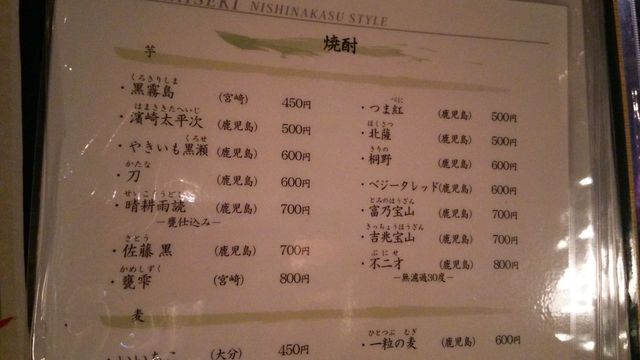 NISHINAKASU STYLE
焼酎
芋
くろきりしま
・黒霧島 (宮崎) 450円
はまさきたへいじ
・濵崎太平次 (鹿児島) 500円
くろせ
・やきいも黒瀬 (鹿児島) 600円
かたな
・刀 (鹿児島) 600円
せいこううどく
・晴耕雨読 (鹿児島) 700円
―甕仕込み―
さとう
・佐藤 黒 (鹿児島) 700円
かめしずく
・甕雫 (宮崎) 800円
べに
・つま紅 (鹿児島) 500円
ほくさつ
・北薩 (鹿児島) 500円
きりの
・桐野 (鹿児島) 600円
・ベジータレッド (鹿児島) 600円
とみのほうざん
・富乃宝山 (鹿児島) 700円
きっちょうほうざん
・吉兆宝山 (鹿児島) 700円
ぶにせ
・不二才 (鹿児島) 800円
―無濾過30度―
麦
・いいちこ (大分) 450円
ひとつぶ むぎ
・一粒の麦 (鹿児島) 600円